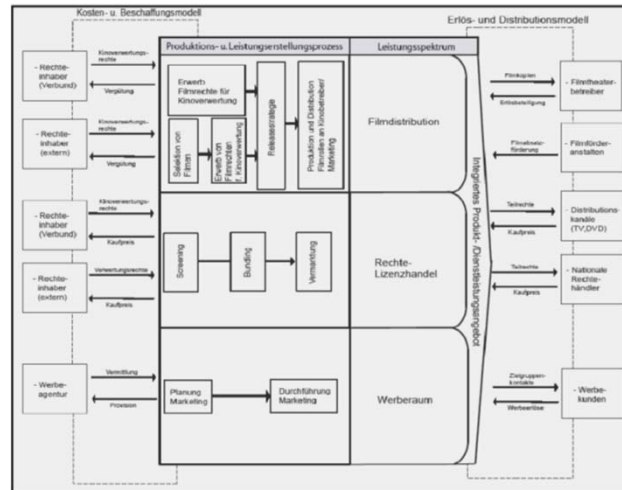 Kosten- u. Beschaffungsmodell
Erlös- und Distributionsmodell
Produktions- u. Leistungserstellungsprozess
Leistungsspektrum
- Rechte-
inhaber
(Verbund)
Kinoverwertungs-
rechte
Vergütung
- Rechte-
inhaber
(extern)
Kinoverwertungs-
rechte
Vergütung
- Rechte-
inhaber
(Verbund)
Kinoverwertungs-
rechte
Kaufpreis
- Rechte-
inhaber
(extern)
Verwertungsrechte
Kaufpreis
- Werbe-
agentur
Vermittlung
Provision
Erwerb
Filmrechte für
Kinoverwertung
Selektion von
Filmen
Erwerb von
Filmrechten
f. Kinoverwertung
Releasestrategie
Produktion und Distribution
Filmrollen an Kinobetreiber/
Marketing
Screening
Bunding
Vermarktung
Planung
Marketing
Durchführung
Marketing
Filmdistribution
Rechte-
Lizenzhandel
Werberaum
Integriertes Produkt-/Dienstleistungsangebot
Filmkopien
Erlösbeteiligung
- Filmtheater-
betreiber
förderung
- Filmförder-
anstalten
Teilrechte
Kaufpreis
- Distributions-
kanäle
(TV;DVD)
Teilrechte
Kaufpreis
- Nationale
Rechte-
händler
Zielgruppen-
kontakte
Werbeerlöse
- Werbe-
kunden